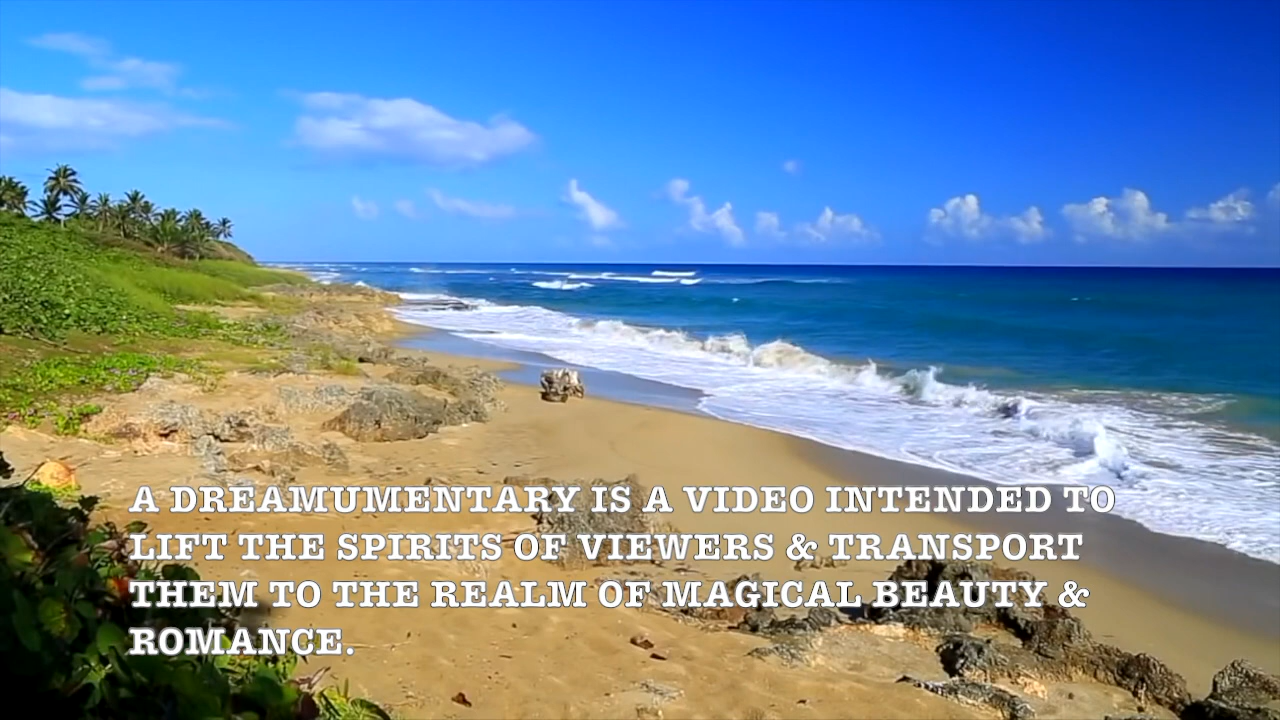 A DREAMUMENTARY IS A VIDEO INTENDED TO
LIFT THE SPIRITS OF VIEWERS & TRANSPORT
THEM TO THE REALM OF MAGICAL BEAUTY &
ROMANCE.